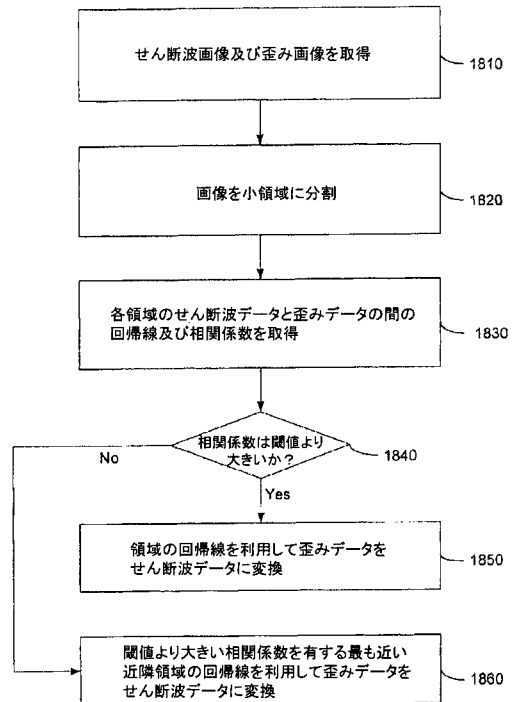 せん断波画像及び歪み画像を取得
1810
画像を小領域に分割
1820
各領域のせん断波データと歪みデータの間の
回帰線及び相関係数を取得
1830
相関係数は閾値より
大きいか？
1840
No
Yes
領域の回帰線を利用して歪みデータを
せん断波データに変換
1850
閾値より大きい相関係数を有する最も近い
近隣領域の回帰線を利用して歪みデータを
せん断波データに変換
1860